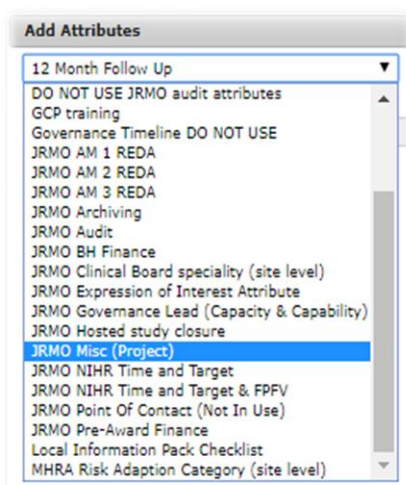 Add Attributes
12 Month Follow Up
DO NOT USE JRMO audit attributes
GCP training
Governance Timeline DO NOT USE
JRMO AM 1 REDA
JRMO AM 2 REDA
JRMO AM 3 REDA
JRMO Archiving
JRMO Audit
JRMO BH Finance
JRMO Clinical Board speciality (site level)
JRMO Expression of Interest Attribute
JRMO Governance Lead (Capacity & Capability)
JRMO Hosted study closure
JRMO Misc (Project)
JRMO NIHR Time and Target
JRMO NIHR Time and Target & FPFV
JRMO Point Of Contact (Not In Use)
JRMO Pre-Award Finance
Local Information Pack Checklist
MHRA Risk Adaption Category (site level)